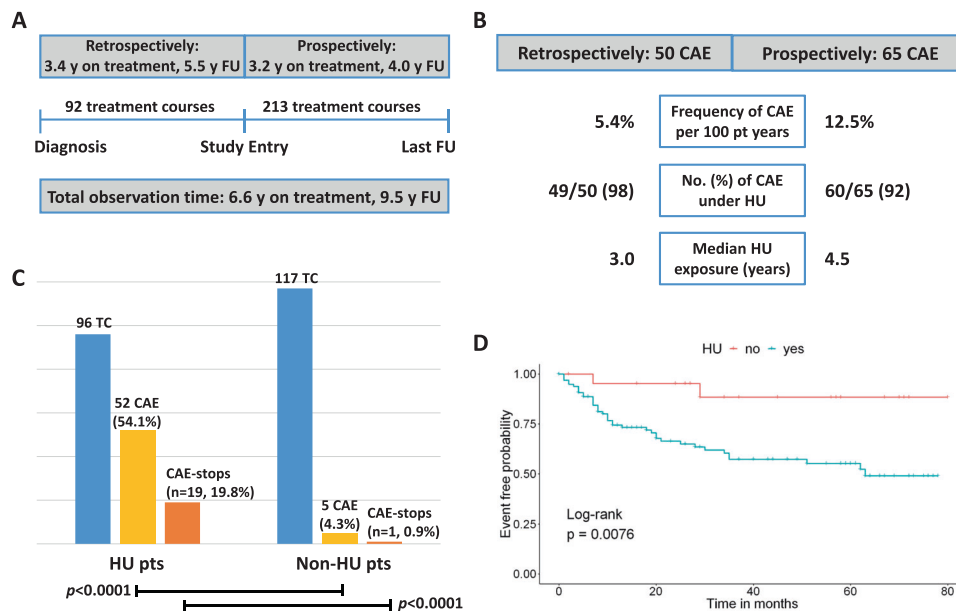 A
Retrospectively:
3.4 y on treatment, 5.5 y FU
Prospectively:
3.2 y on treatment, 4.0 y FU
92 treatment courses
213 treatment courses
Diagnosis
Study Entry
Last FU
Total observation time: 6.6 y on treatment, 9.5 y FU
B
Retrospectively: 50 CAE
Prospectively: 65 CAE
5.4%
Frequency of CAE
per 100 pt years
12.5%
49/50 (98)
No. (%) of CAE
under HU
60/65 (92)
3.0
Median HU
exposure (years)
4.5
C
96 TC
52 CAE
(54.1%)
CAE-stops
(n=19, 19.8%)
117 TC
5 CAE
(4.3%)
CAE-stops
(n=1, 0.9%)
HU pts
Non-HU pts
p<0.0001
p<0.0001
D
HU no yes
Event free probability
1.00
0.75
0.50
0.25
0.00
Log-rank
p = 0.0076
0 20 40 60 80
Time in months